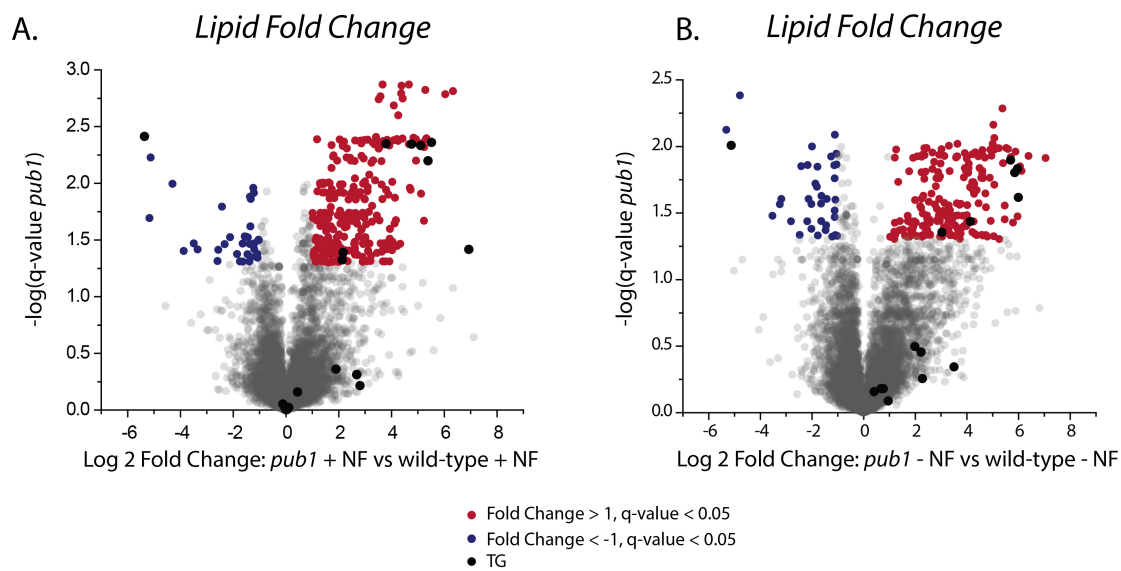 A.
Lipid Fold Change
-log(q-value pub1)
3.0
2.5
2.0
1.5
1.0
0.5
0.0
-6 -4 -2 0 2 4 6 8
Log 2 Fold Change: pub1 + NF vs wild-type + NF
B.
Lipid Fold Change
-log(q-value pub1)
2.5
2.0
1.5
1.0
0.5
0.0
-6 -4 -2 0 2 4 6 8
Log 2 Fold Change: pub1 - NF vs wild-type - NF
Fold Change > 1, q-value < 0.05
Fold Change < -1, q-value < 0.05
TG